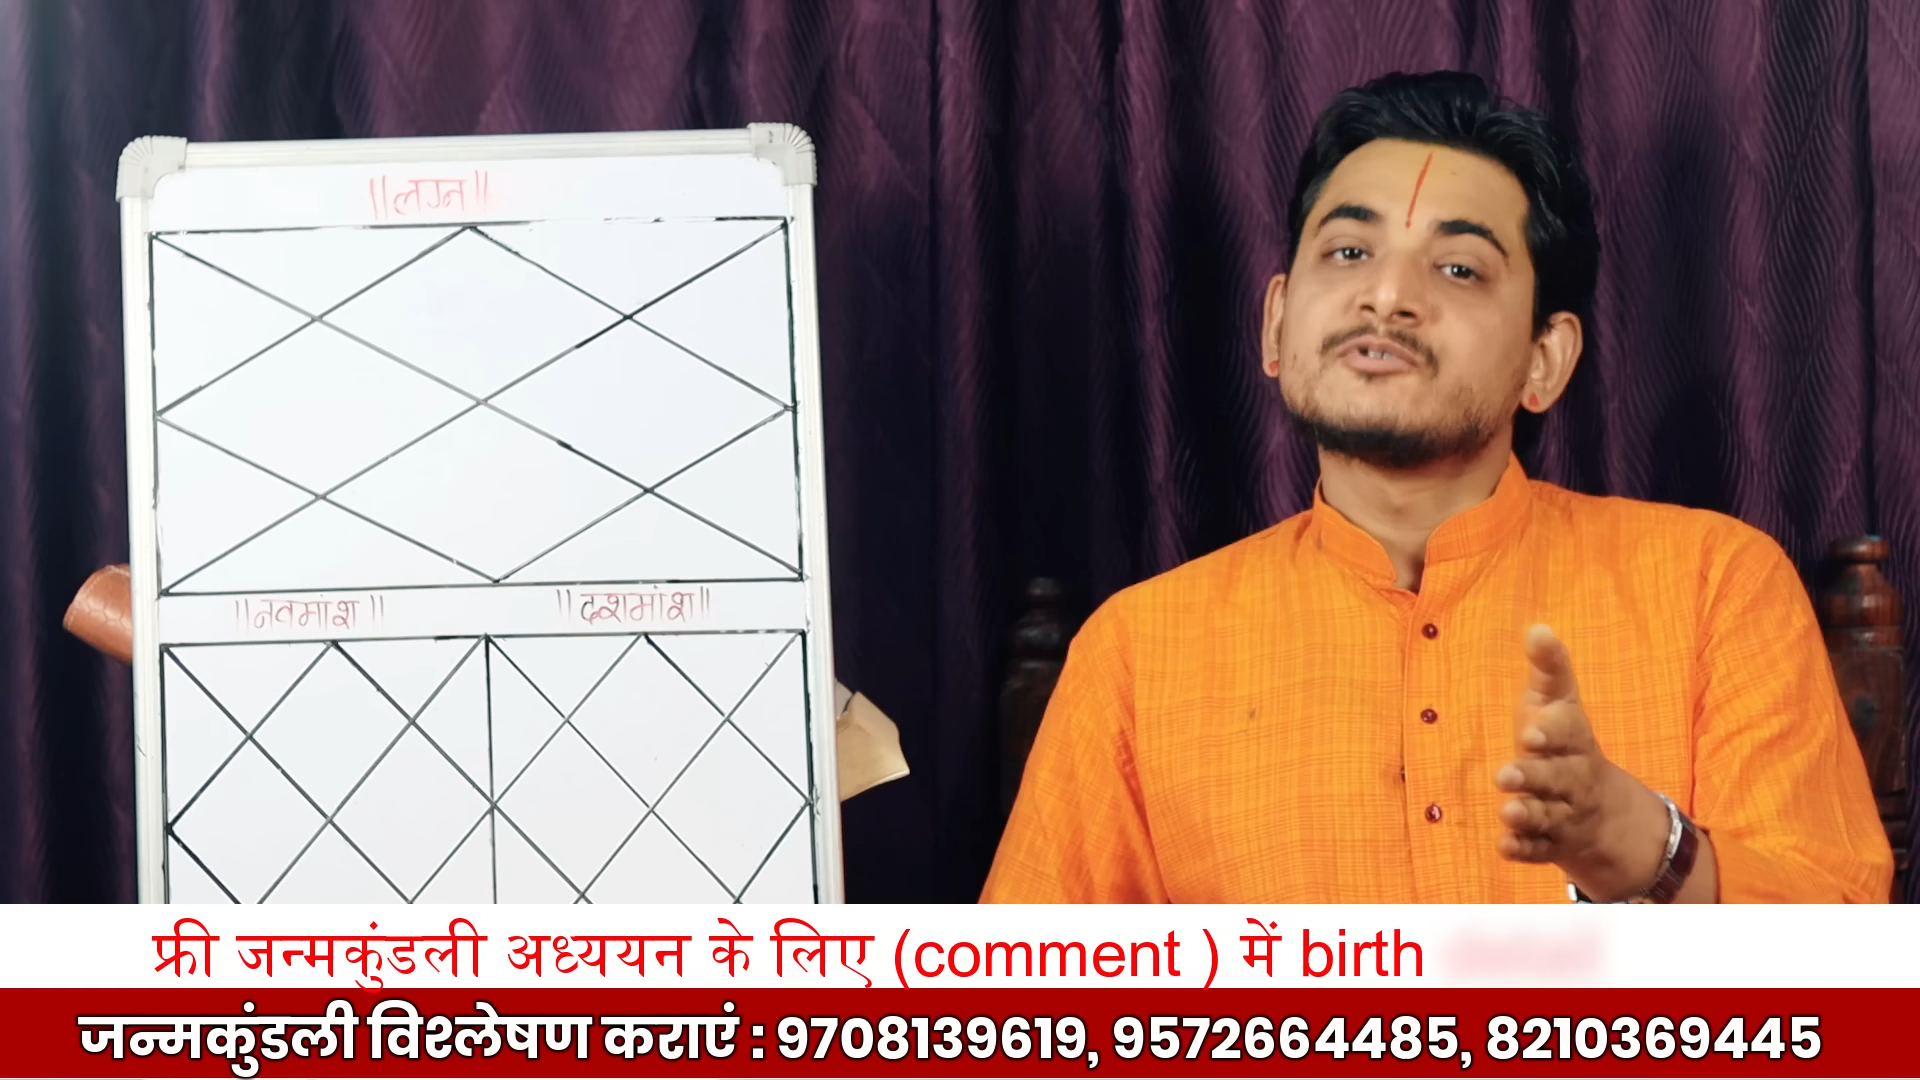 ||लग्न||
||नवमांश|| ||दशमांश||
फ्री जन्मकुंडली अध्ययन के लिए (comment ) में birth
जन्मकुंडली विश्लेषण कराएं : 9708139619, 9572664485, 8210369445